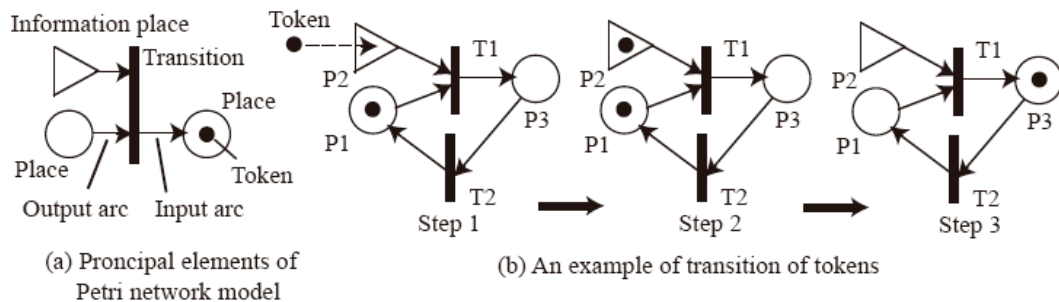 Information place
Transition
Place
Place
Token
Output arc
Input arc
(a) Proncipal elements of
Petri network model
Token
P2
T1
P1
P3
T2
Step 1
P2
T1
P1
P3
T2
Step 2
P2
T1
P1
P3
T2
Step 3
(b) An example of transition of tokens